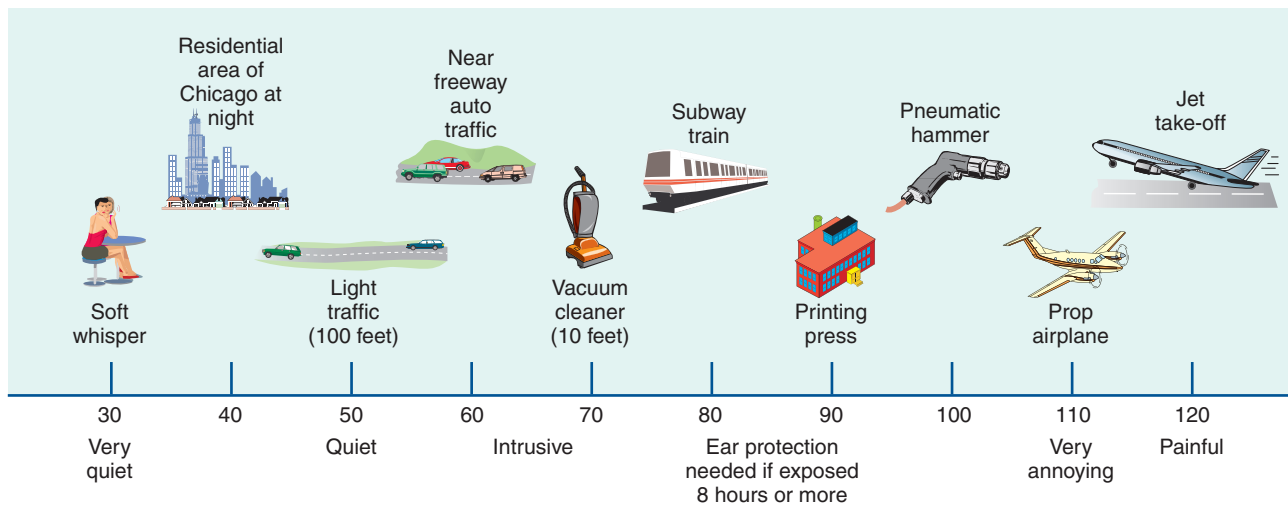 Residential
area of
Chicago at
night
Near
freeway
auto
traffic
Subway
train
Pneumatic
hammer
Jet
take-off
Soft
whisper
Light
traffic
(100 feet)
Vacuum
cleaner
(10 feet)
Printing
press
Prop
airplane
30 40 50 60 70 80 90 100 110 120
Very
quiet
Quiet
Intrusive
Ear protection
needed if exposed
8 hours or more
Very
annoying
Painful